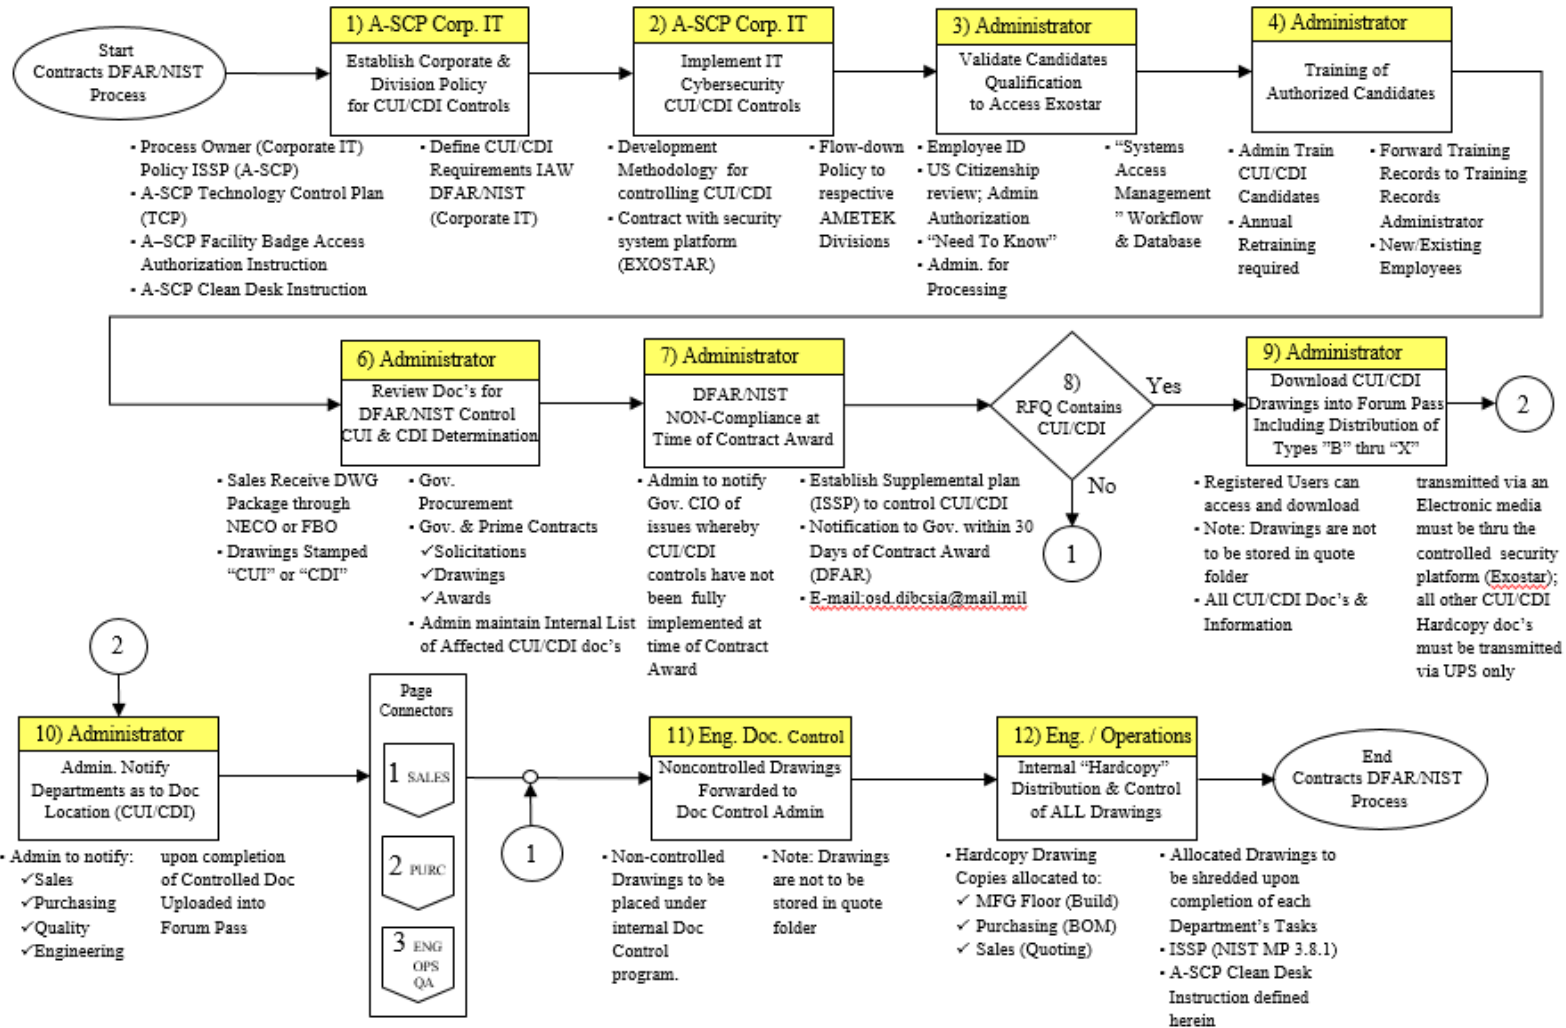 Start
Contracts DFAR/NIST
Process
1) A-SCP Corp. IT
Establish Corporate &
Division Policy
for CUI/CDI Controls
▪ Process Owner (Corporate IT)
Policy ISSP (A-SCP)
▪ A-SCP Technology Control Plan
(TCP)
▪ A–SCP Facility Badge Access
Authorization Instruction
▪ A-SCP Clean Desk Instruction
▪ Define CUI/CDI
Requirements IAW
DFAR/NIST
(Corporate IT)
2) A-SCP Corp. IT
Implement IT
Cybersecurity
CUI/CDI Controls
▪ Development
Methodology for
controlling CUI/CDI
▪ Contract with security
system platform
(EXOSTAR)
▪ Flow-down
Policy to
respective
AMETEK
Divisions
3) Administrator
Validate Candidates
Qualification
to Access Exostar
▪ Employee ID
▪ US Citizenship
review; Admin
Authorization
▪ “Need To Know”
▪ Admin. for
Processing
▪ “Systems
Access
Management
” Workflow
& Database
4) Administrator
Training of
Authorized Candidates
▪ Admin Train
CUI/CDI
Candidates
▪ Annual
Retraining
required
▪ Forward Training
Records to Training
Records
Administrator
▪ New/Existing
Employees
6) Administrator
Review Doc’s for
DFAR/NIST Control
CUI & CDI Determination
▪ Sales Receive DWG
Package through
NECO or FBO
▪ Drawings Stamped
“CUI” or “CDI”
▪ Gov.
Procurement
▪ Gov. & Prime Contracts
✓Solicitations
✓Drawings
✓Awards
▪ Admin maintain Internal List
of Affected CUI/CDI doc’s
7) Administrator
DFAR/NIST
NON-Compliance at
Time of Contract Award
▪ Admin to notify
Gov. CIO of
issues whereby
CUI/CDI
controls have not
been fully
implemented at
time of Contract
Award
▪ Establish Supplemental plan
(ISSP) to control CUI/CDI
▪ Notification to Gov. within 30
Days of Contract Award
(DFAR)
▪ E-mail:osd.dibcsia@mail.mil
8)
RFQ Contains
CUI/CDI
Yes
No
1
9) Administrator
Download CUI/CDI
Drawings into Forum Pass
Including Distribution of
Types ”B” thru “X”
2
▪ Registered Users can
access and download
▪ Note: Drawings are not
to be stored in quote
folder
▪ All CUI/CDI Doc’s &
Information
transmitted via an
Electronic media
must be thru the
controlled security
platform (Exostar);
all other CUI/CDI
Hardcopy doc’s
must be transmitted
via UPS only
2
10) Administrator
Admin. Notify
Departments as to Doc
Location (CUI/CDI)
▪ Admin to notify:
✓Sales
✓Purchasing
✓Quality
✓Engineering
upon completion
of Controlled Doc
Uploaded into
Forum Pass
Page
Connectors
1 SALES
2 PURC
3 ENG
OPS
QA
1
11) Eng. Doc. Control
Noncontrolled Drawings
Forwarded to
Doc Control Admin
▪ Non-controlled
Drawings to be
placed under
internal Doc
Control
program.
▪ Note: Drawings
are not to be
stored in quote
folder
12) Eng. / Operations
Internal “Hardcopy”
Distribution & Control
of ALL Drawings
▪ Hardcopy Drawing
Copies allocated to:
✓ MFG Floor (Build)
✓ Purchasing (BOM)
✓ Sales (Quoting)
▪ Allocated Drawings to
be shredded upon
completion of each
Department’s Tasks
▪ ISSP (NIST MP 3.8.1)
▪ A-SCP Clean Desk
Instruction defined
herein
End
Contracts DFAR/NIST
Process